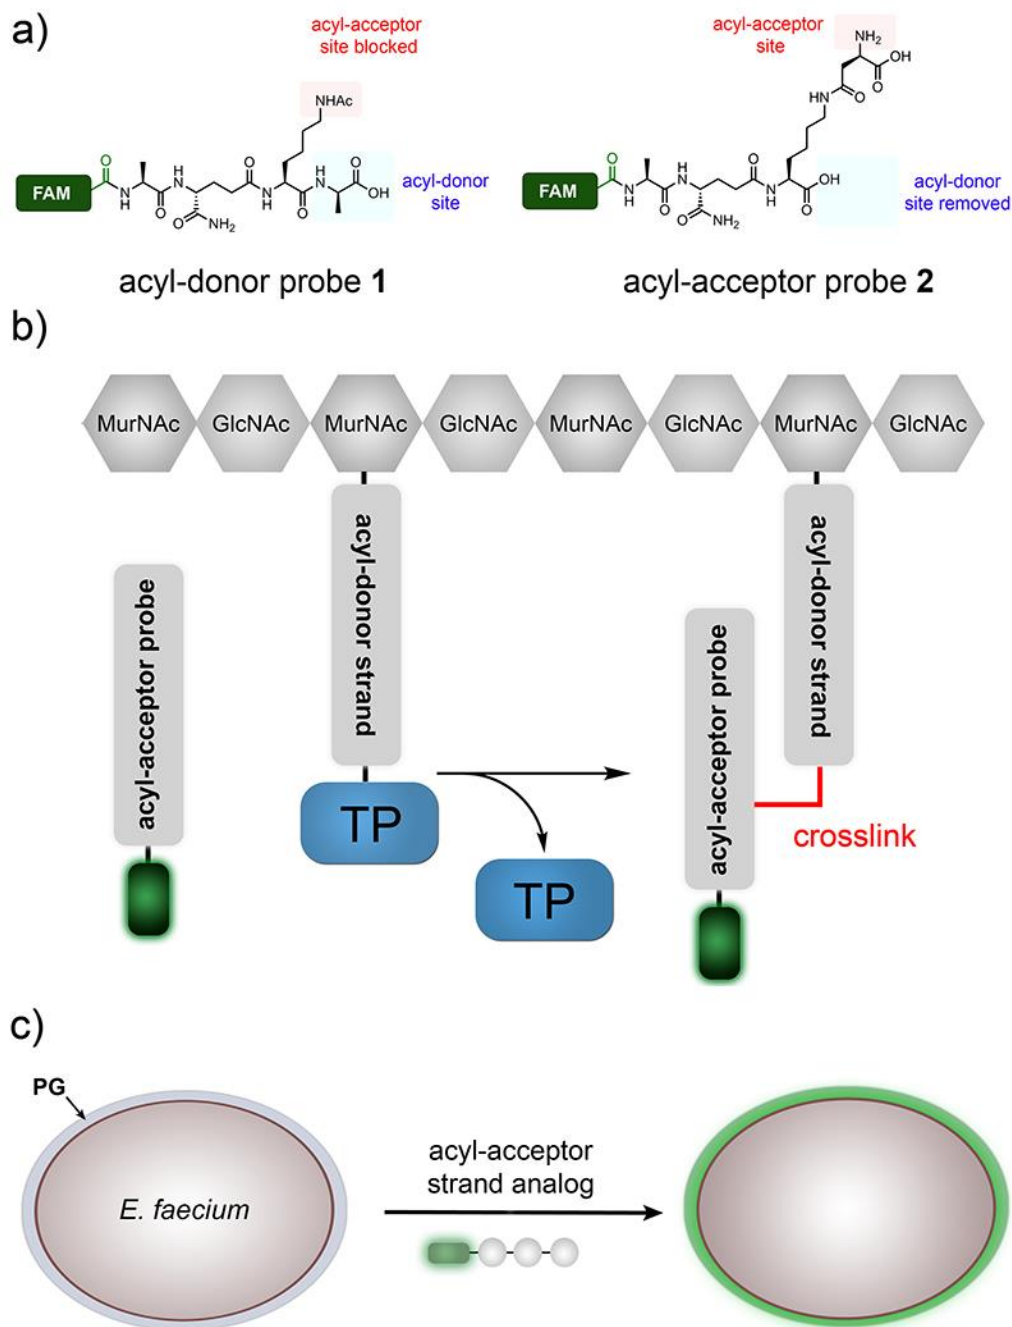 a)
acyl-acceptor
site blocked
NHAc
FAM
O
N
H
O
H
N
O
NH₂
O
N
H
O
H
N
O
OH
acyl-donor
site
acyl-donor probe 1
acyl-acceptor
site
NH₂
OH
O
HN
O
FAM
O
N
H
O
H
N
O
NH₂
O
N
H
OH
O
acyl-donor
site removed
acyl-acceptor probe 2
b)
MurNAc
GlcNAc
MurNAc
GlcNAc
MurNAc
GlcNAc
MurNAc
GlcNAc
acyl-acceptor probe
acyl-donor strand
TP
TP
acyl-acceptor probe
acyl-donor strand
crosslink
c)
PG
E. faecium
acyl-acceptor
strand analog